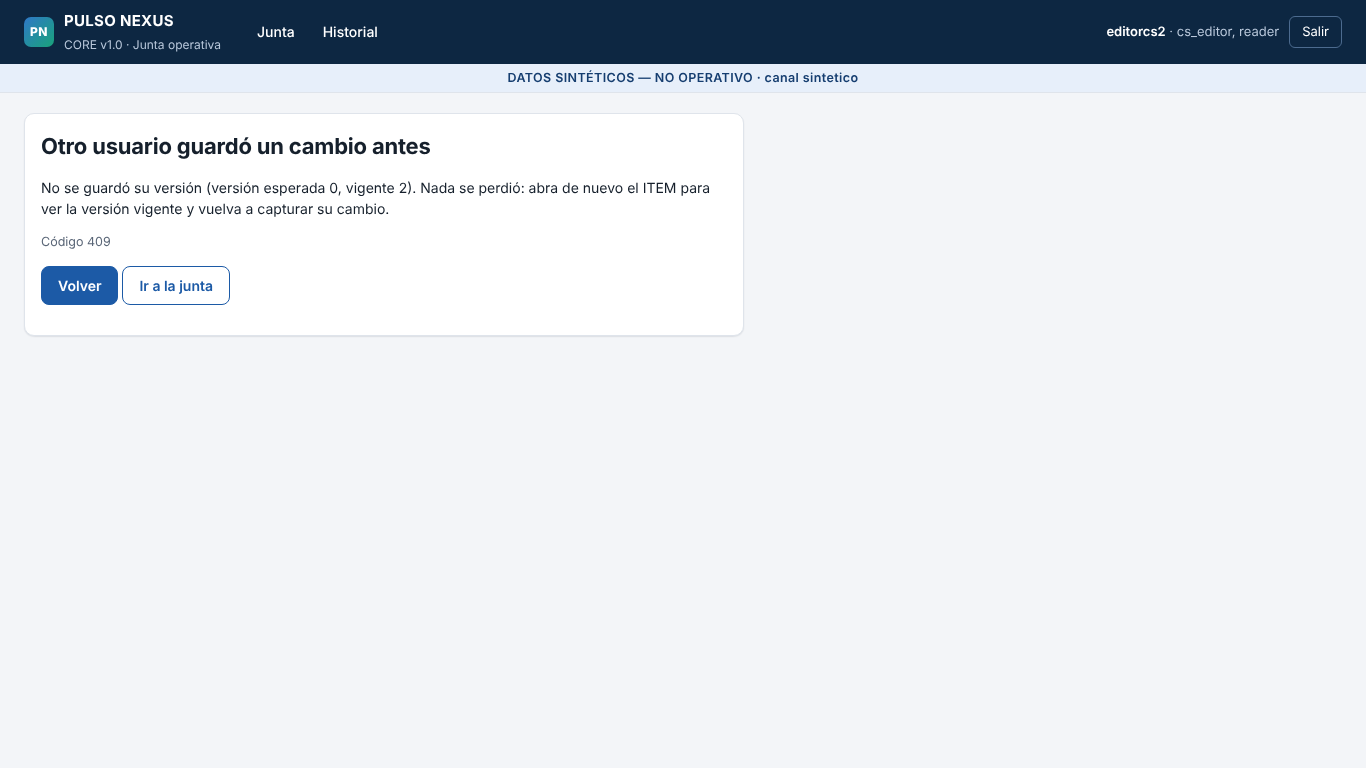 PN
PULSO NEXUS
CORE v1.0 · Junta operativa
Junta
Historial
editorcs2 · cs_editor, reader
Salir
DATOS SINTÉTICOS — NO OPERATIVO · canal sintetico
Otro usuario guardó un cambio antes
No se guardó su versión (versión esperada 0, vigente 2). Nada se perdió: abra de nuevo el ITEM para
ver la versión vigente y vuelva a capturar su cambio.
Código 409
Volver
Ir a la junta